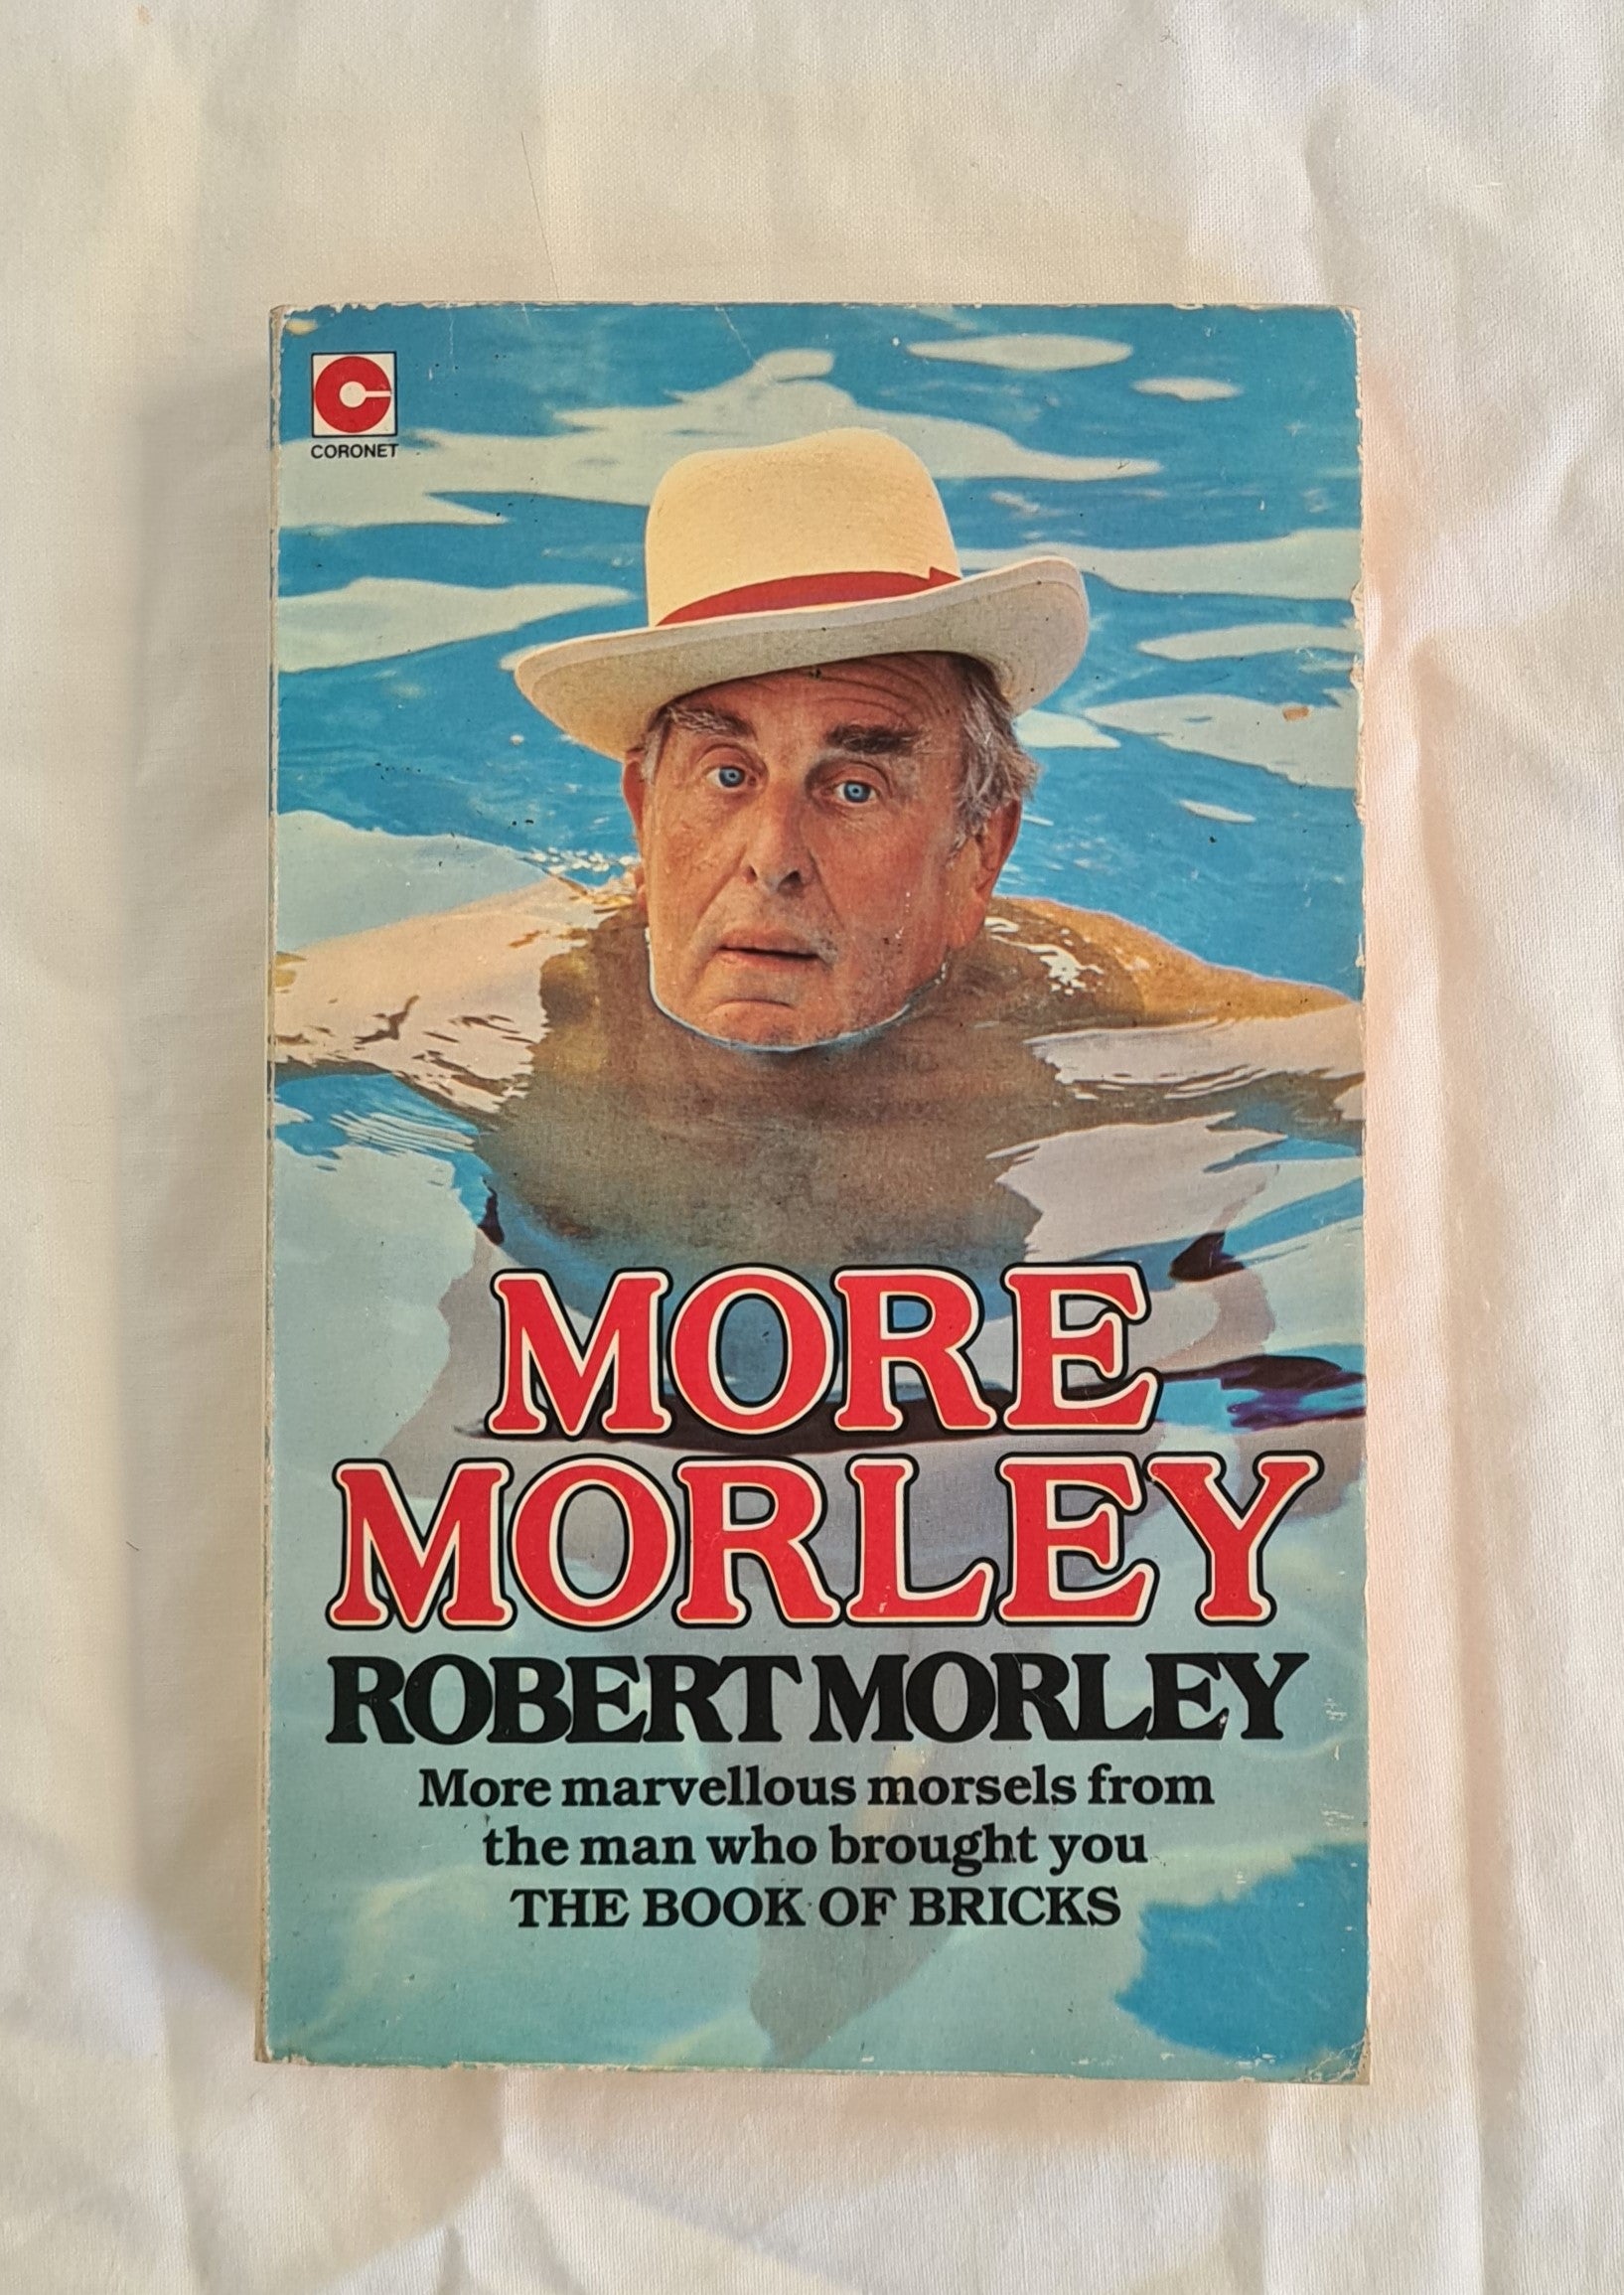 CORONET
MORE
MORLEY
ROBERT MORLEY
More marvellous morsels from
the man who brought you
THE BOOK OF BRICKS